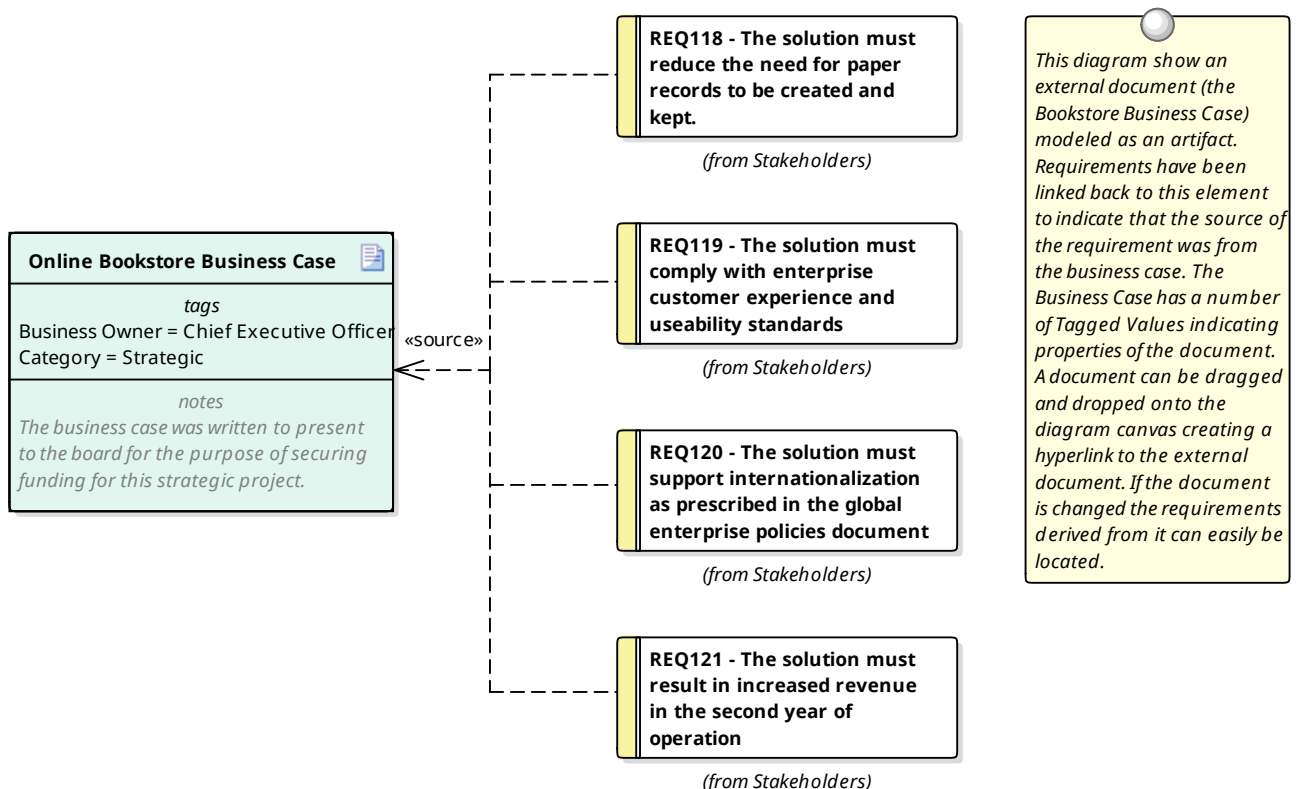 Online Bookstore Business Case
tags
Business Owner = Chief Executive Officer
Category = Strategic
notes
The business case was written to present
to the board for the purpose of securing
funding for this strategic project.
«source»
REQ118 - The solution must
reduce the need for paper
records to be created and
kept.
(from Stakeholders)
REQ119 - The solution must
comply with enterprise
customer experience and
useability standards
(from Stakeholders)
REQ120 - The solution must
support internationalization
as prescribed in the global
enterprise policies document
(from Stakeholders)
REQ121 - The solution must
result in increased revenue
in the second year of
operation
(from Stakeholders)
This diagram show an
external document (the
Bookstore Business Case)
modeled as an artifact.
Requirements have been
linked back to this element
to indicate that the source of
the requirement was from
the business case. The
Business Case has a number
of Tagged Values indicating
properties of the document.
A document can be dragged
and dropped onto the
diagram canvas creating a
hyperlink to the external
document. If the document
is changed the requirements
derived from it can easily be
located.